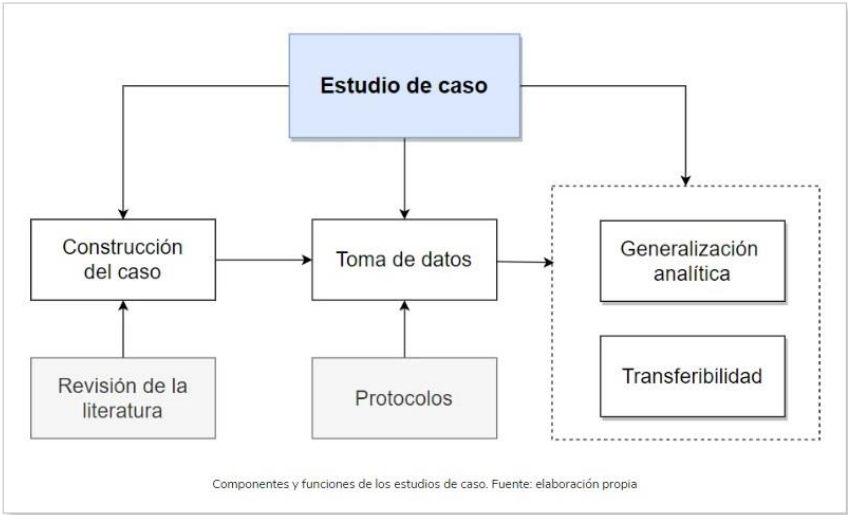 Estudio de caso
Construcción
del caso
Toma de datos
Generalización
analítica
Revisión de la
literatura
Protocolos
Transferibilidad
Componentes y funciones de los estudios de caso. Fuente: elaboración propia